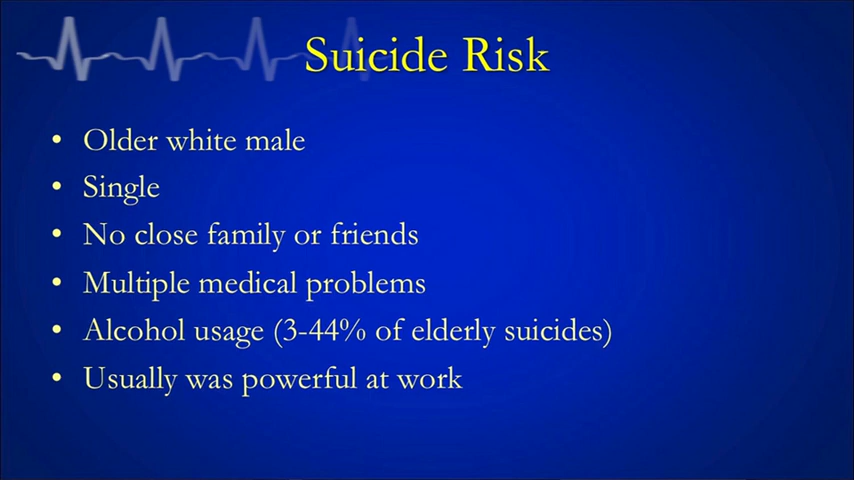 Suicide Risk
• Older white male
• Single
• No close family or friends
• Multiple medical problems
• Alcohol usage (3-44% of elderly suicides)
• Usually was powerful at work